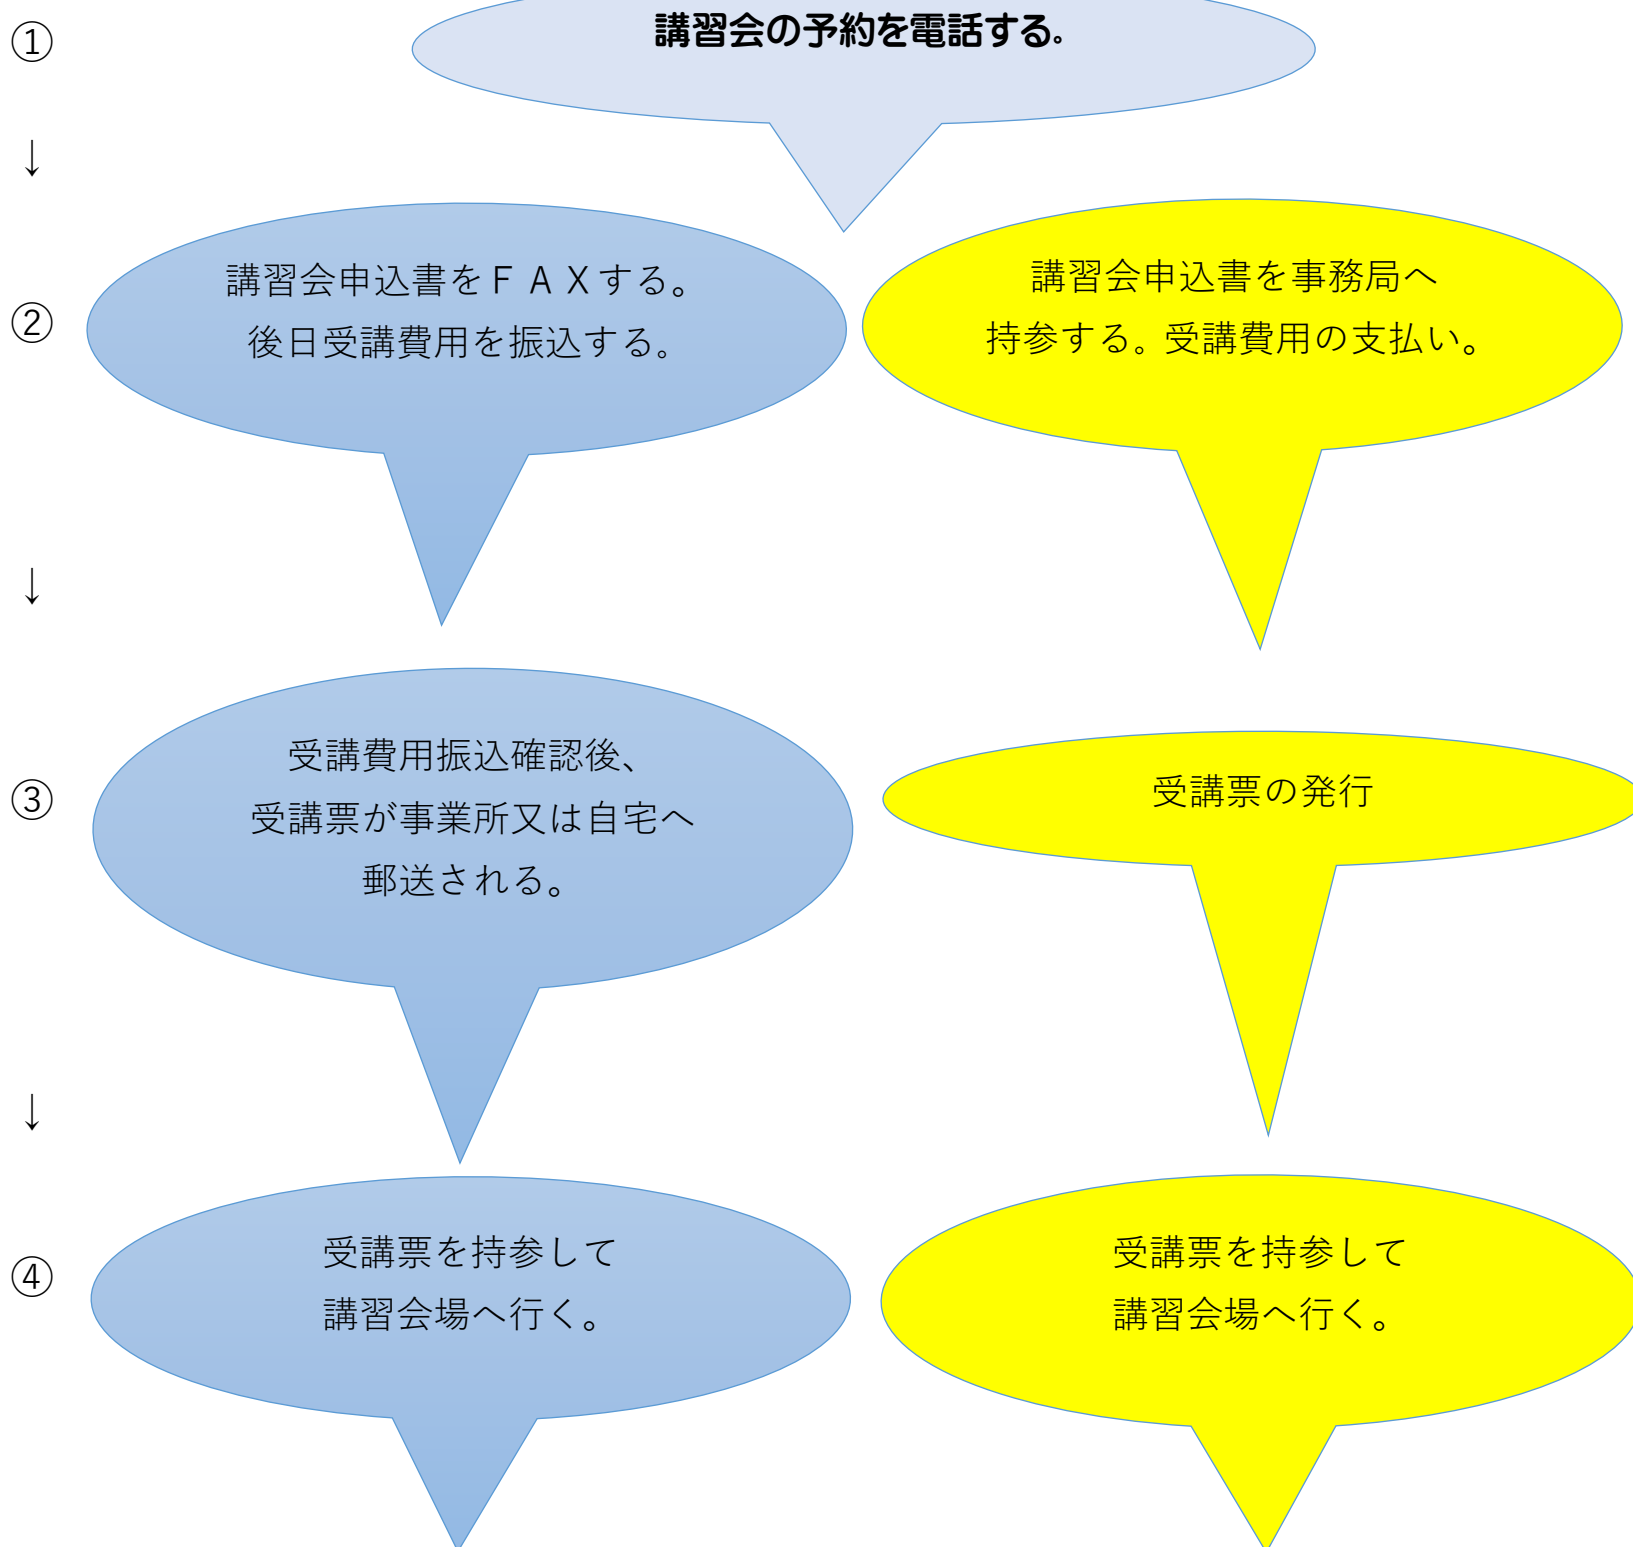 ①
講習会の予約を電話する。
↓
②
講習会申込書をＦＡＸする。
後日受講費用を振込する。
講習会申込書を事務局へ
持参する。受講費用の支払い。
↓
③
受講費用振込確認後、
受講票が事業所又は自宅へ
郵送される。
受講票の発行
↓
④
受講票を持参して
講習会場へ行く。
受講票を持参して
講習会場へ行く。